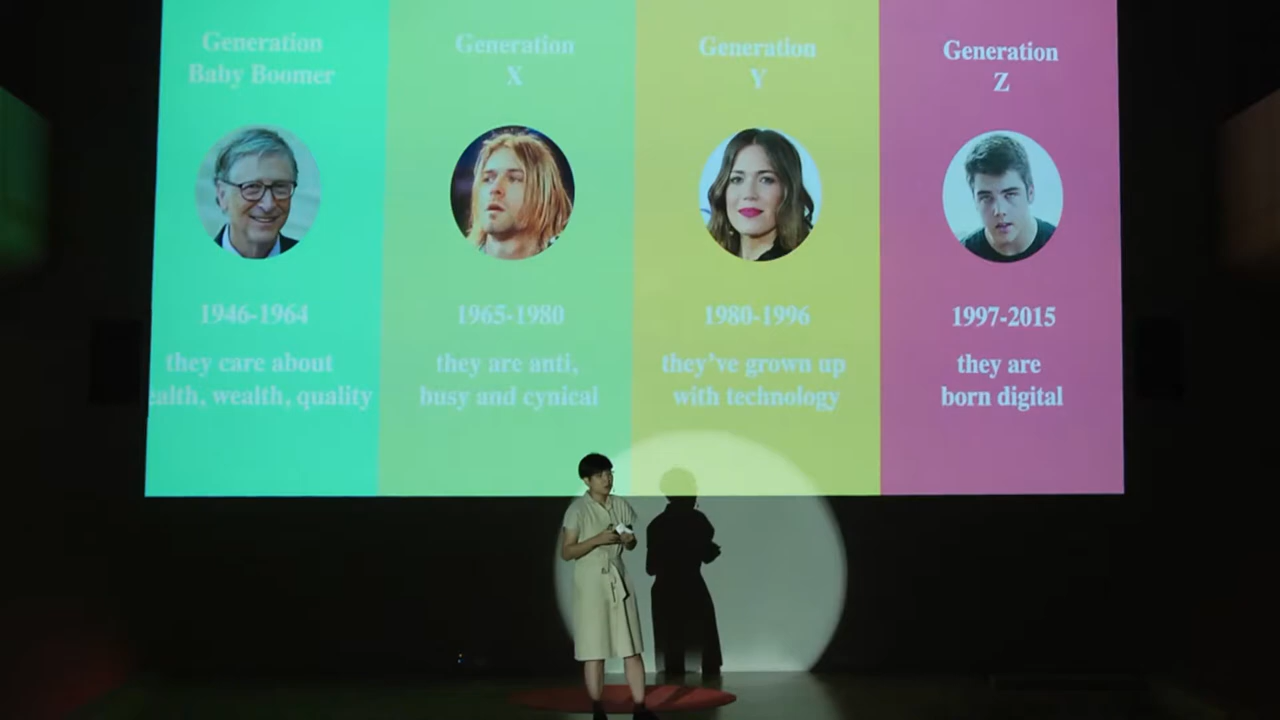 Generation
Baby Boomer
1946-1964
they care about
ealth, wealth, quality
Generation
X
1965-1980
they are anti,
busy and cynical
Generation
Y
1980-1996
they've grown up
with technology
Generation
Z
1997-2015
they are
born digital